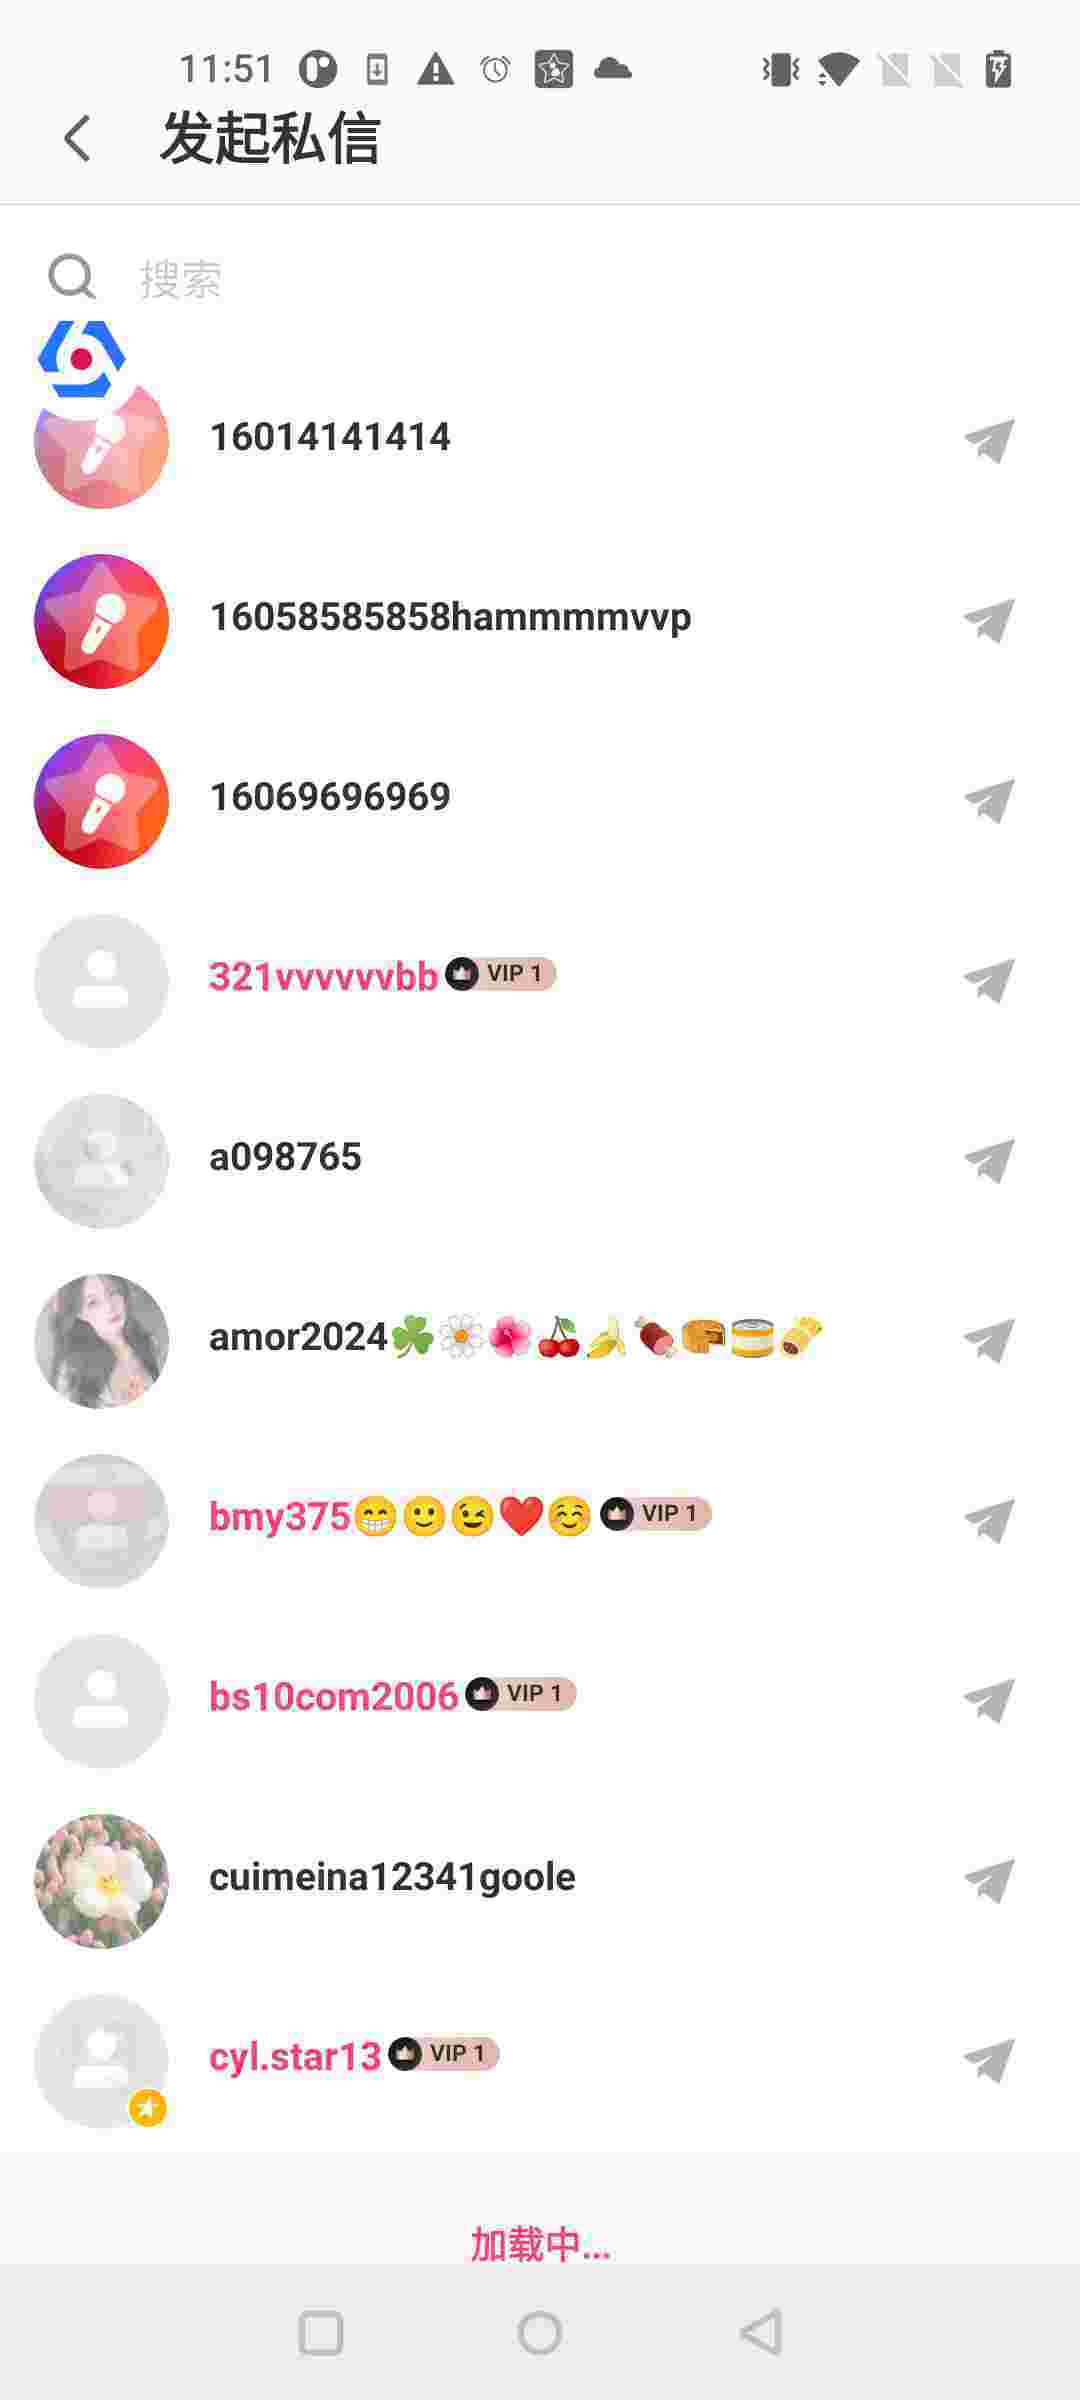 11:51
发起私信
搜索
16014141414
16058585858hammmmvvp
16069696969
321vvvvvvbb VIP 1
a098765
amor2024☘️🌼🌺🍒🍌🍖🥮🥫🫔
bmy375😁🙂😉❤️☺️ VIP 1
bs10com2006 VIP 1
cuimeina12341goole
cyl.star13 VIP 1
加载中...